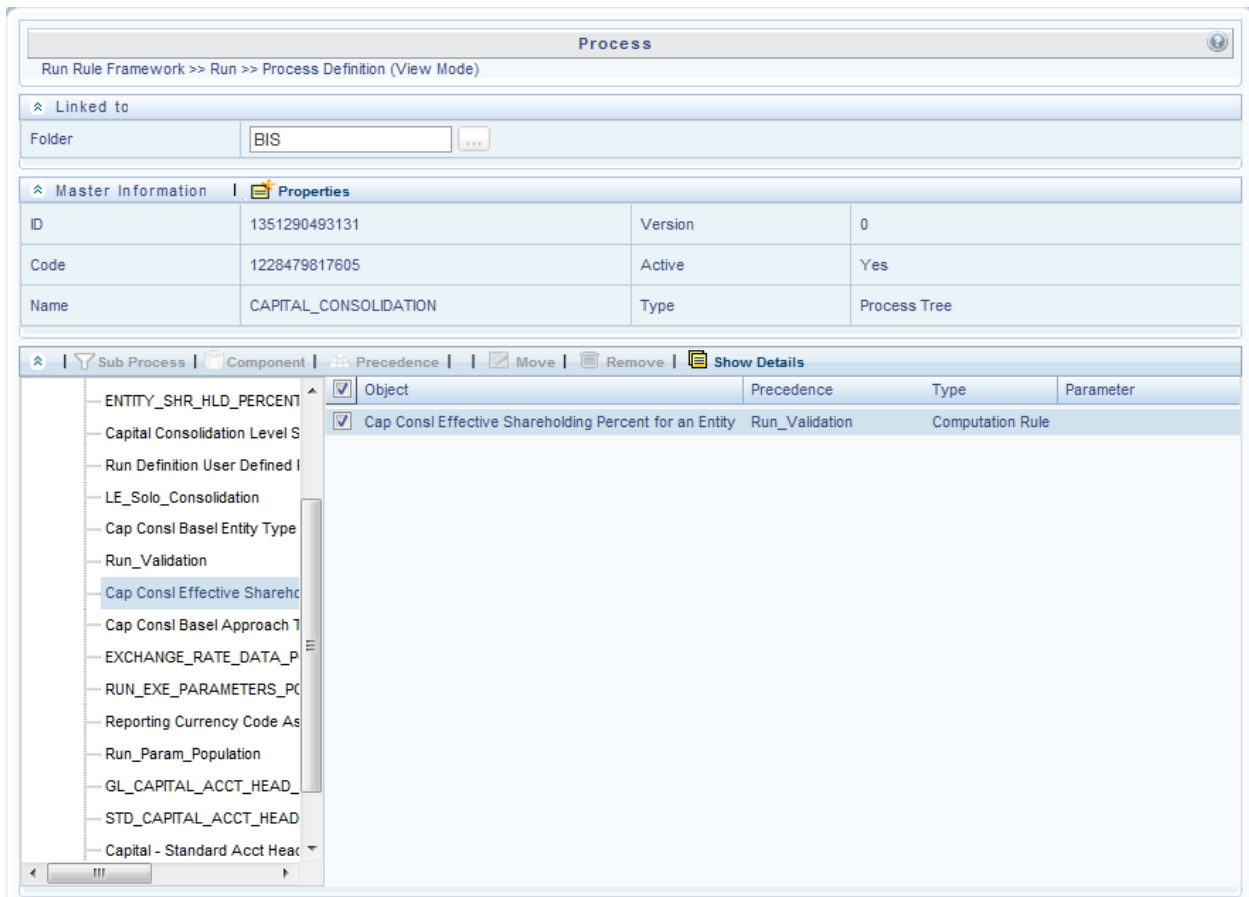 Process
Run Rule Framework >> Run >> Process Definition (View Mode)
Linked to
Folder BIS ...
Master Information | Properties
ID 1351290493131 Version 0
Code 1228479817605 Active Yes
Name CAPITAL_CONSOLIDATION Type Process Tree
| Sub Process | Component | Precedence | | Move | Remove | Show Details
Object Precedence Type Parameter
Cap Consl Effective Shareholding Percent for an Entity Run_Validation Computation Rule
ENTITY_SHR_HLD_PERCENT
Capital Consolidation Level S
Run Definition User Defined
LE_Solo_Consolidation
Cap Consl Basel Entity Type
Run_Validation
Cap Consl Effective Shareho
Cap Consl Basel Approach T
EXCHANGE_RATE_DATA_P
RUN_EXE_PARAMETERS_PO
Reporting Currency Code As
Run_Param_Population
GL_CAPITAL_ACCT_HEAD_
STD_CAPITAL_ACCT_HEAD
Capital - Standard Acct Head